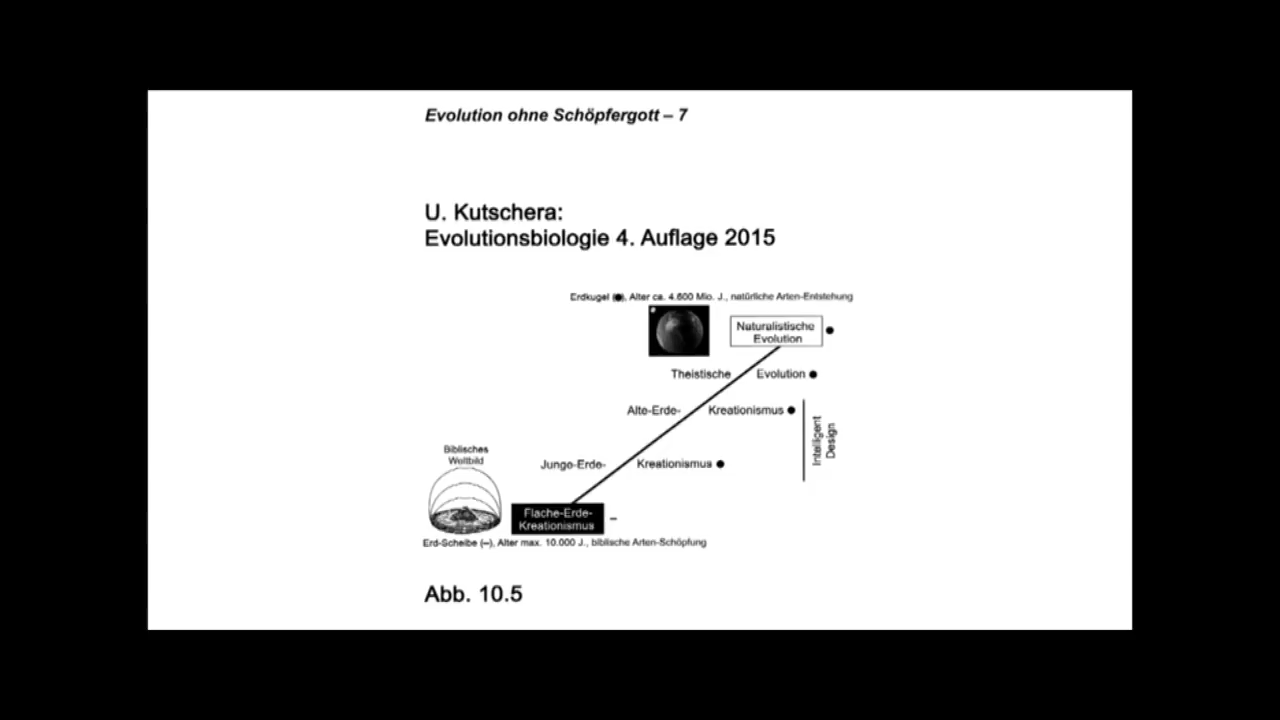 Evolution ohne Schöpfergott – 7
U. Kutschera:
Evolutionsbiologie 4. Auflage 2015
Erdkugel (●), Alter ca. 4.600 Mio. J., natürliche Arten-Entstehung
Naturalistische
Evolution ●
Theistische Evolution ●
Alte-Erde- Kreationismus ●
Intelligent
Design
Biblisches
Weltbild
Junge-Erde- Kreationismus ●
Flache-Erde-
Kreationismus –
Erd-Scheibe (–), Alter max. 10.000 J., biblische Arten-Schöpfung
Abb. 10.5